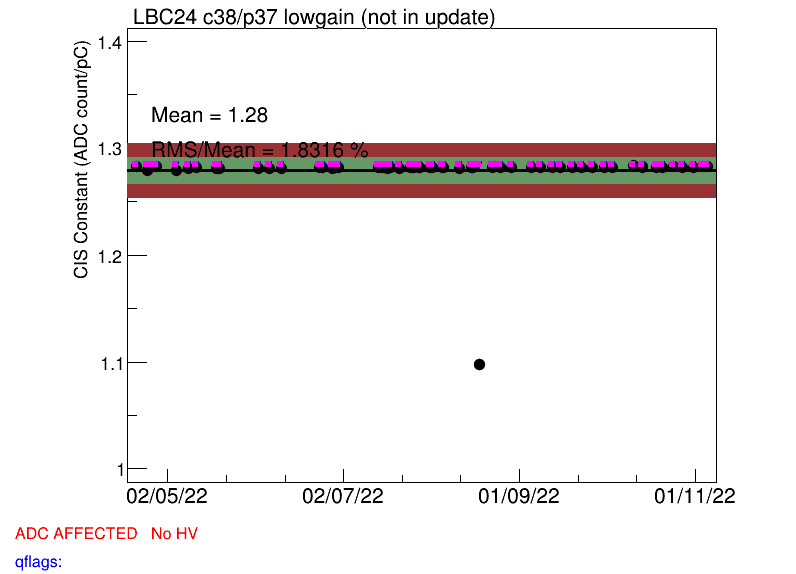 LBC24 c38/p37 lowgain (not in update)
CIS Constant (ADC count/pC)
1.4
Mean = 1.28
1.3
RMS/Mean = 1.8316 %
1.2
1.1
1
02/05/22 02/07/22 01/09/22 01/11/22
ADC AFFECTED No HV
qflags: